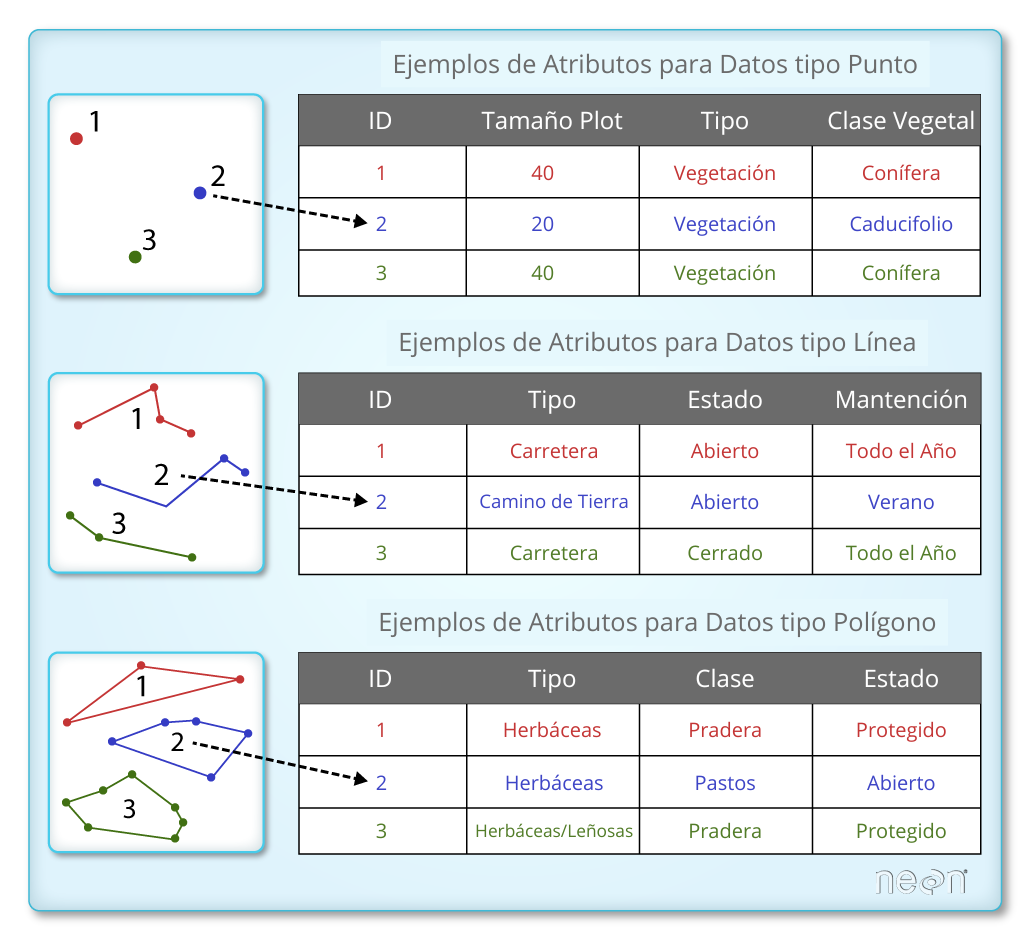 Ejemplos de Atributos para Datos tipo Punto
1
2
3
ID Tamaño Plot Tipo Clase Vegetal
1 40 Vegetación Conífera
2 20 Vegetación Caducifolio
3 40 Vegetación Conífera
Ejemplos de Atributos para Datos tipo Línea
1
2
3
ID Tipo Estado Mantención
1 Carretera Abierto Todo el Año
2 Camino de Tierra Abierto Verano
3 Carretera Cerrado Todo el Año
Ejemplos de Atributos para Datos tipo Polígono
1
2
3
ID Tipo Clase Estado
1 Herbáceas Pradera Protegido
2 Herbáceas Pastos Abierto
3 Herbáceas/Leñosas Pradera Protegido
neon